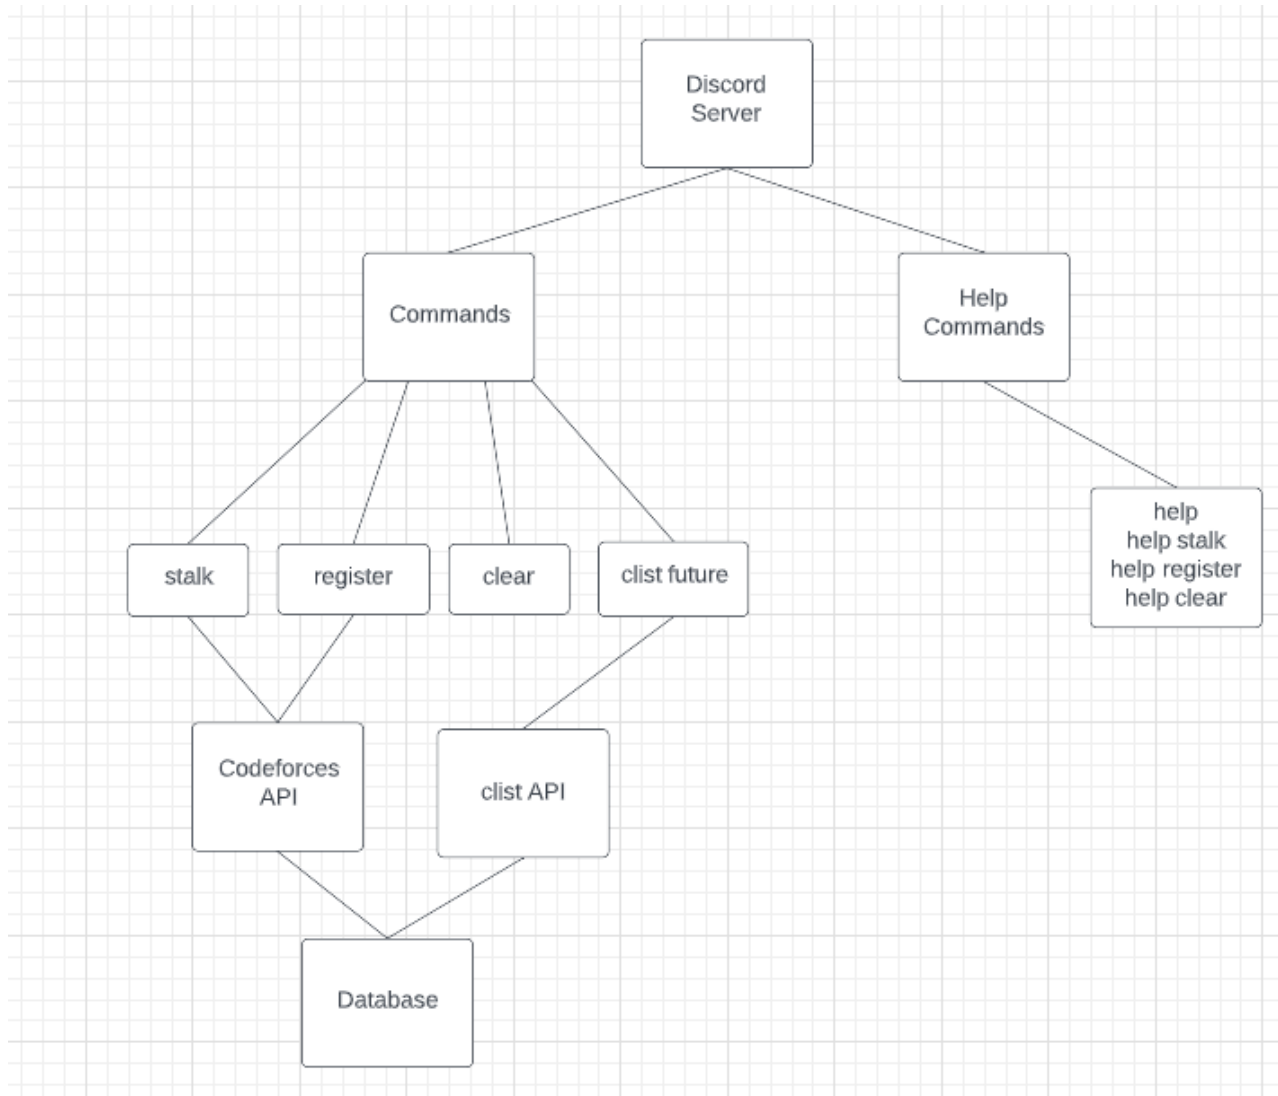 Discord
Server
Commands
Help
Commands
help
help stalk
help register
help clear
stalk
register
clear
clist future
Codeforces
API
clist API
Database